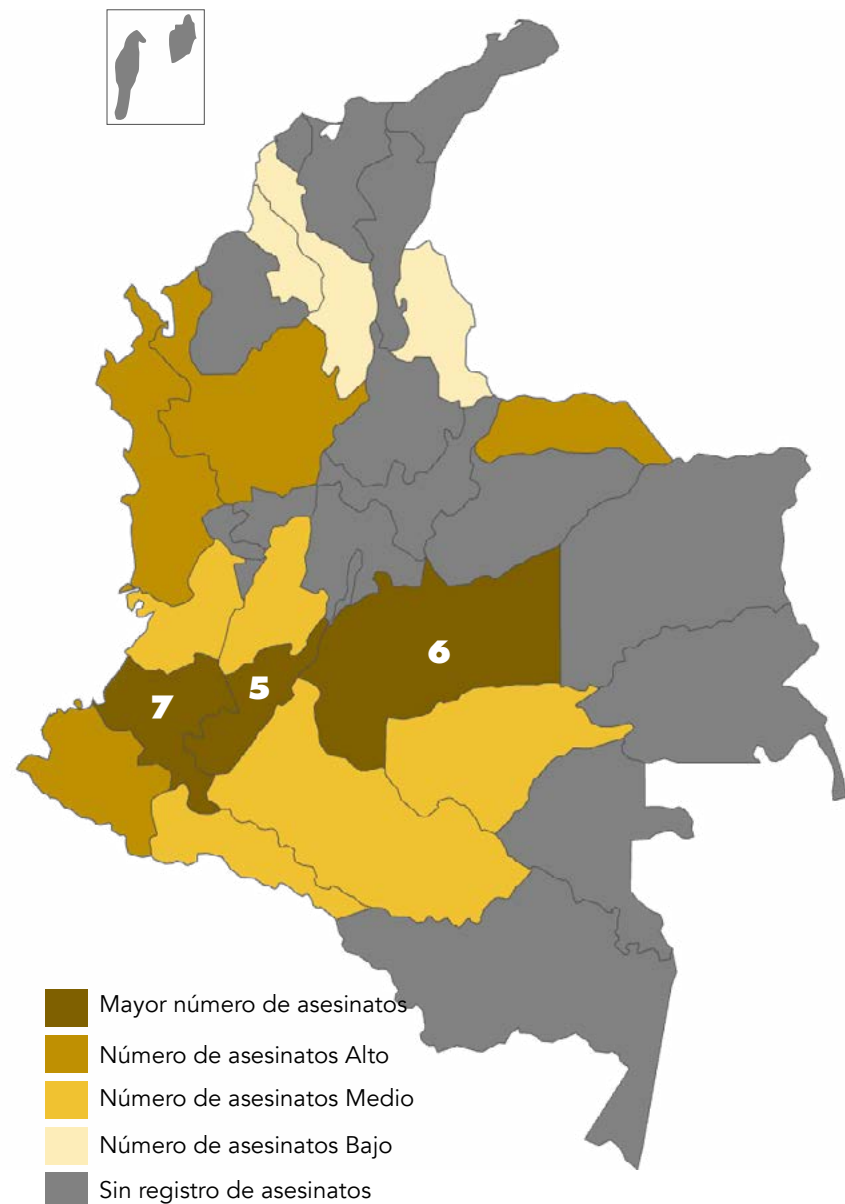 6
5
7
Mayor número de asesinatos
Número de asesinatos Alto
Número de asesinatos Medio
Número de asesinatos Bajo
Sin registro de asesinatos